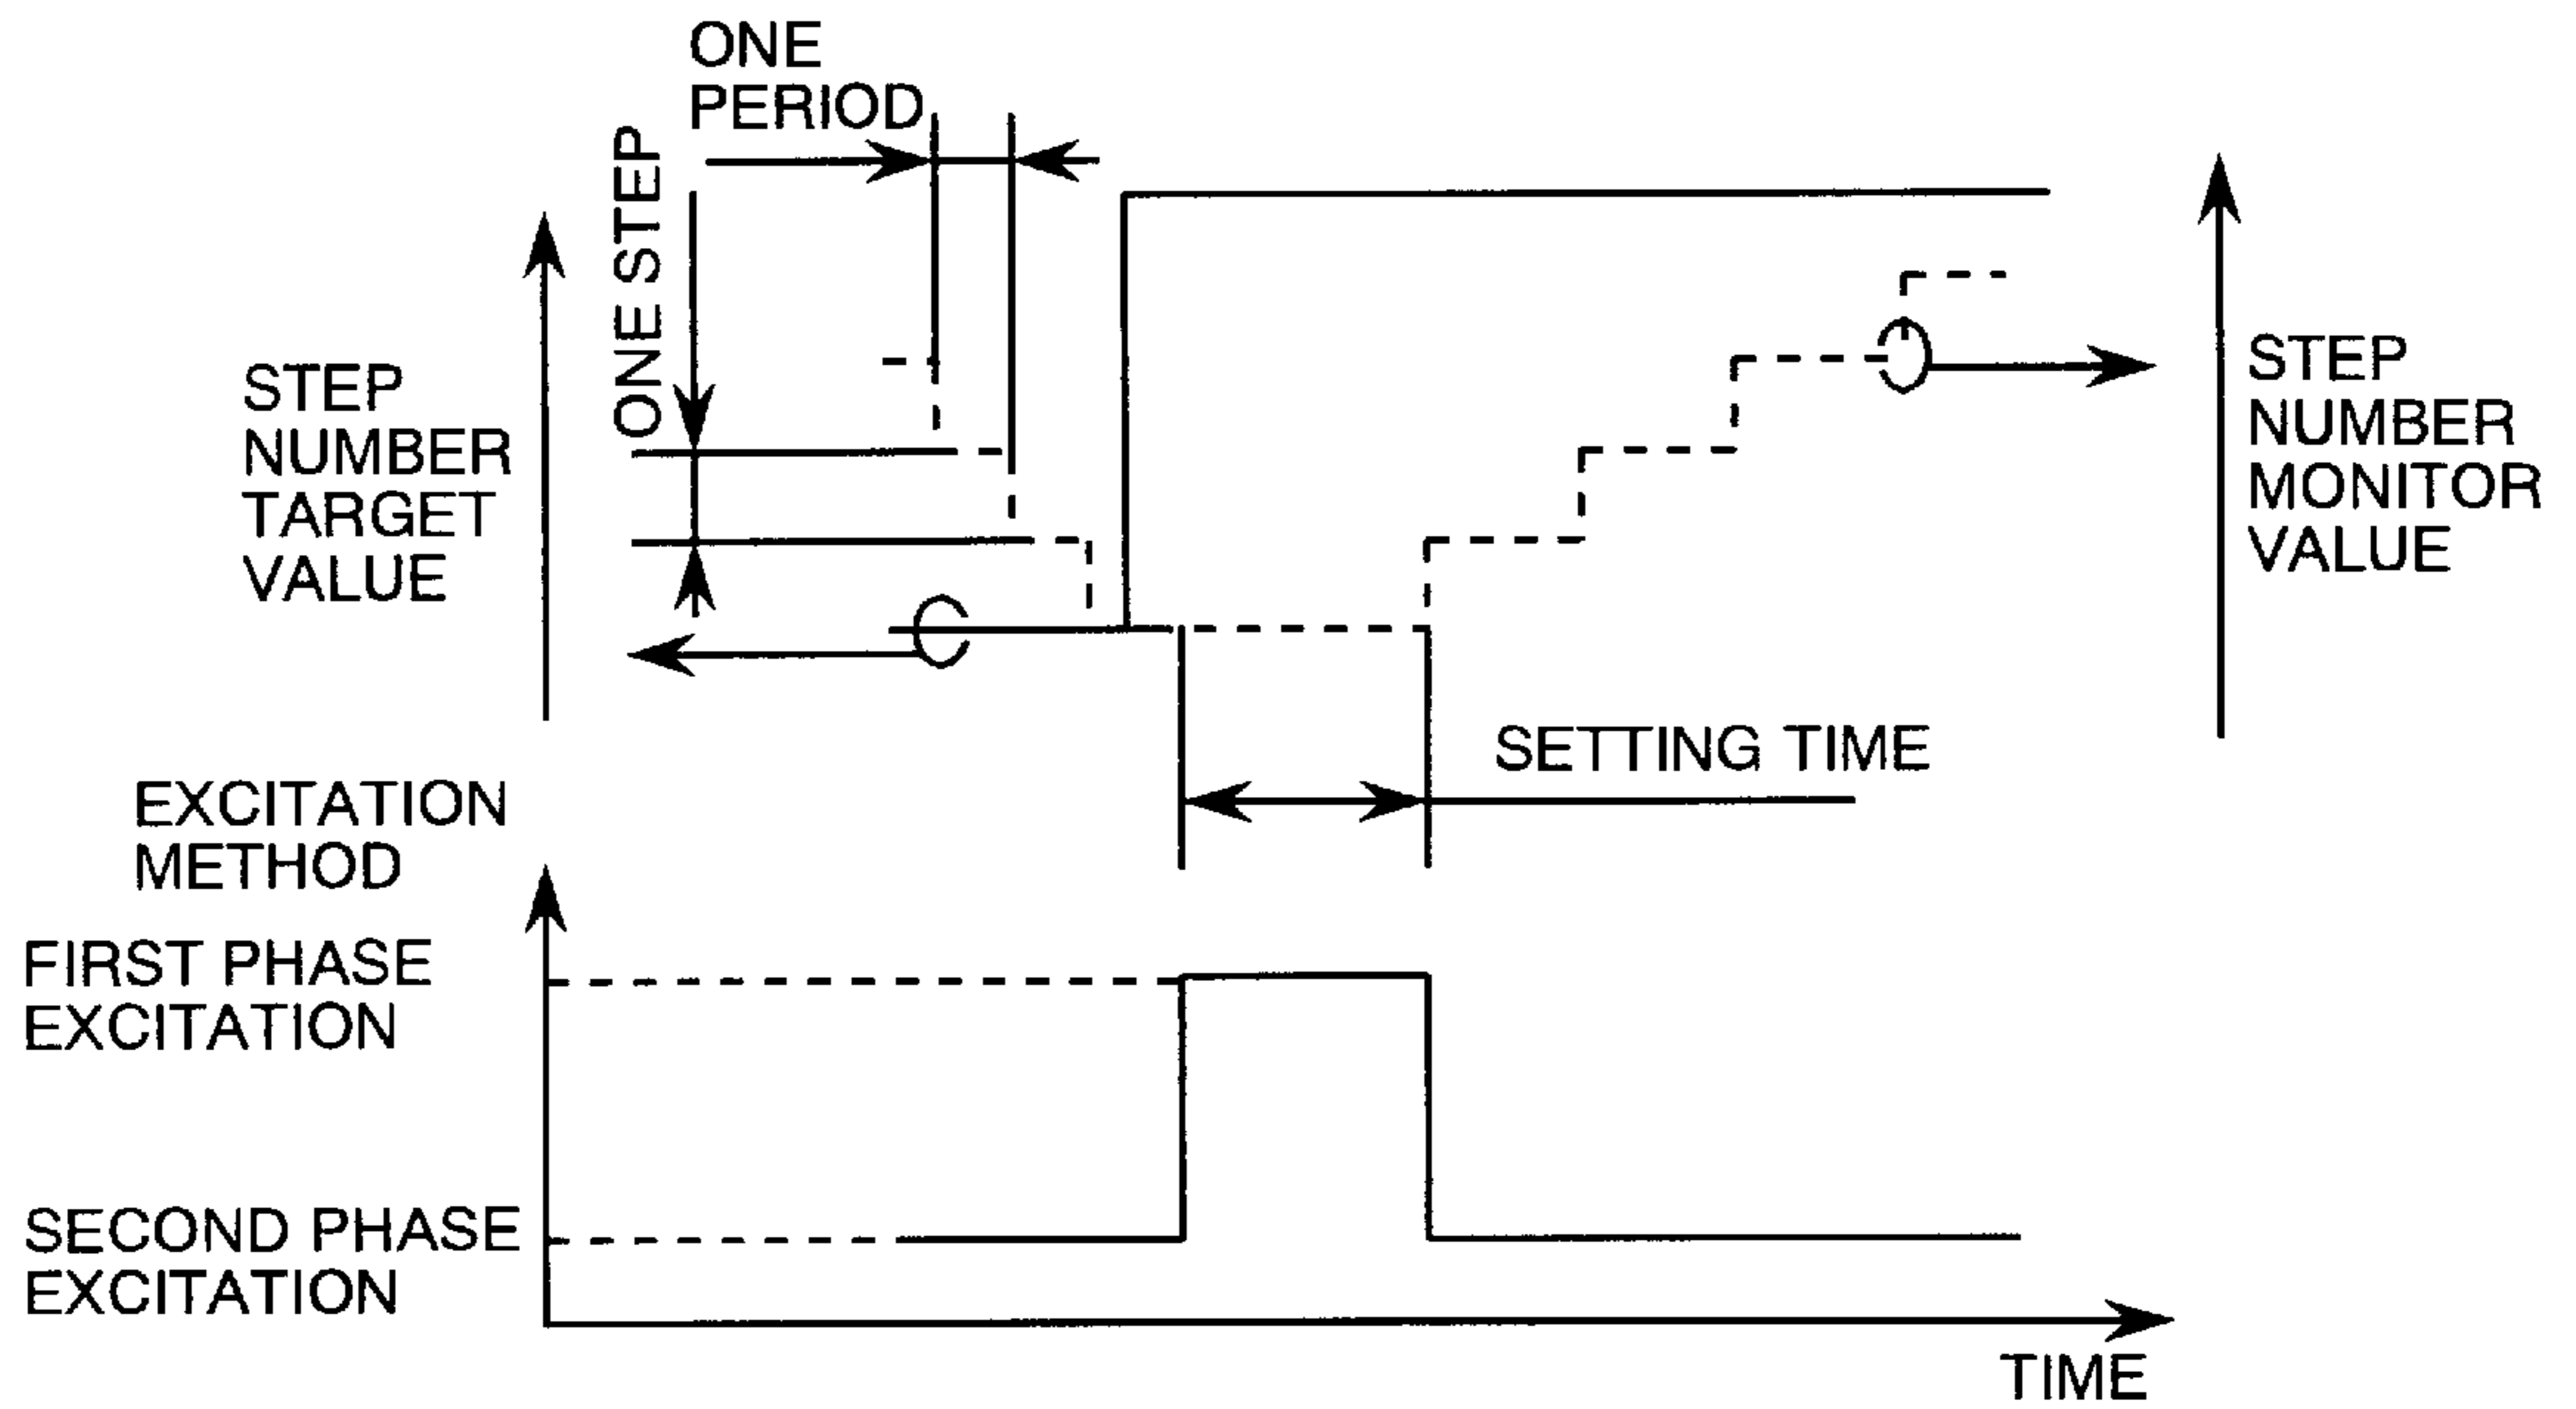 ONE
PERIOD
ONE STEP
STEP
NUMBER
TARGET
VALUE
STEP
NUMBER
MONITOR
VALUE
SETTING TIME
EXCITATION
METHOD
FIRST PHASE
EXCITATION
SECOND PHASE
EXCITATION
TIME